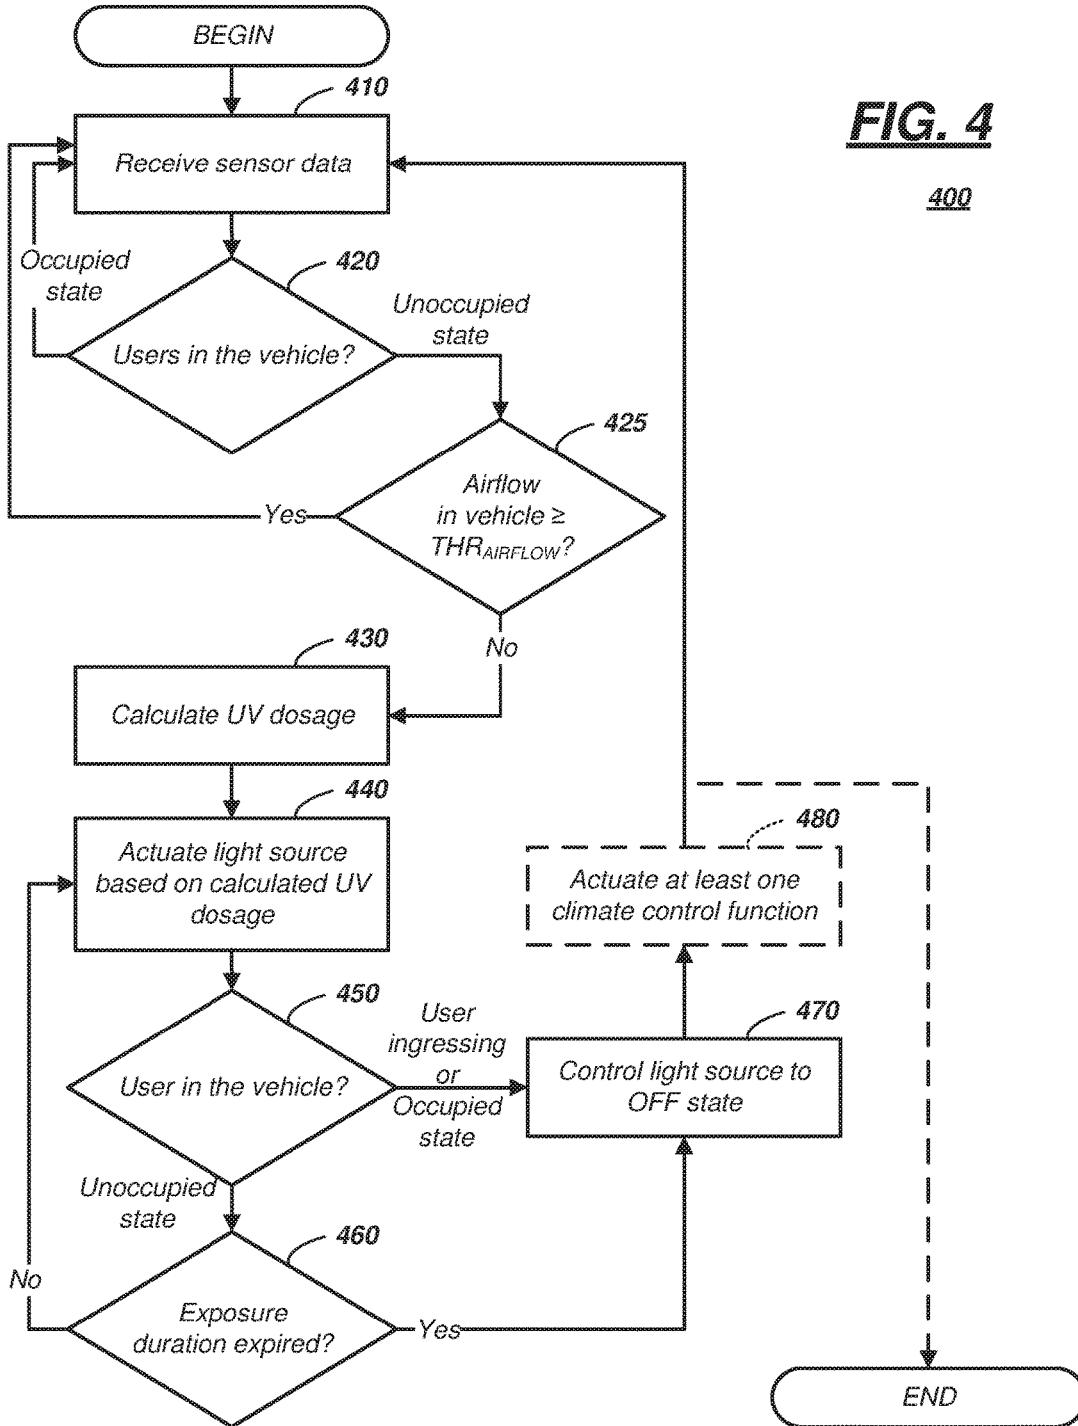 BEGIN
410
FIG. 4
Receive sensor data
400
Occupied
state
420
Unoccupied
state
Users in the vehicle?
425
Airflow
in vehicle ≥
THRAIRFLOW?
Yes
No
430
Calculate UV dosage
440
Actuate light source
based on calculated UV
dosage
480
Actuate at least one
climate control function
450
User
ingressing
or
Occupied
state
User in the vehicle?
470
Control light source to
OFF state
Unoccupied
state
460
No
Exposure
duration expired?
Yes
END